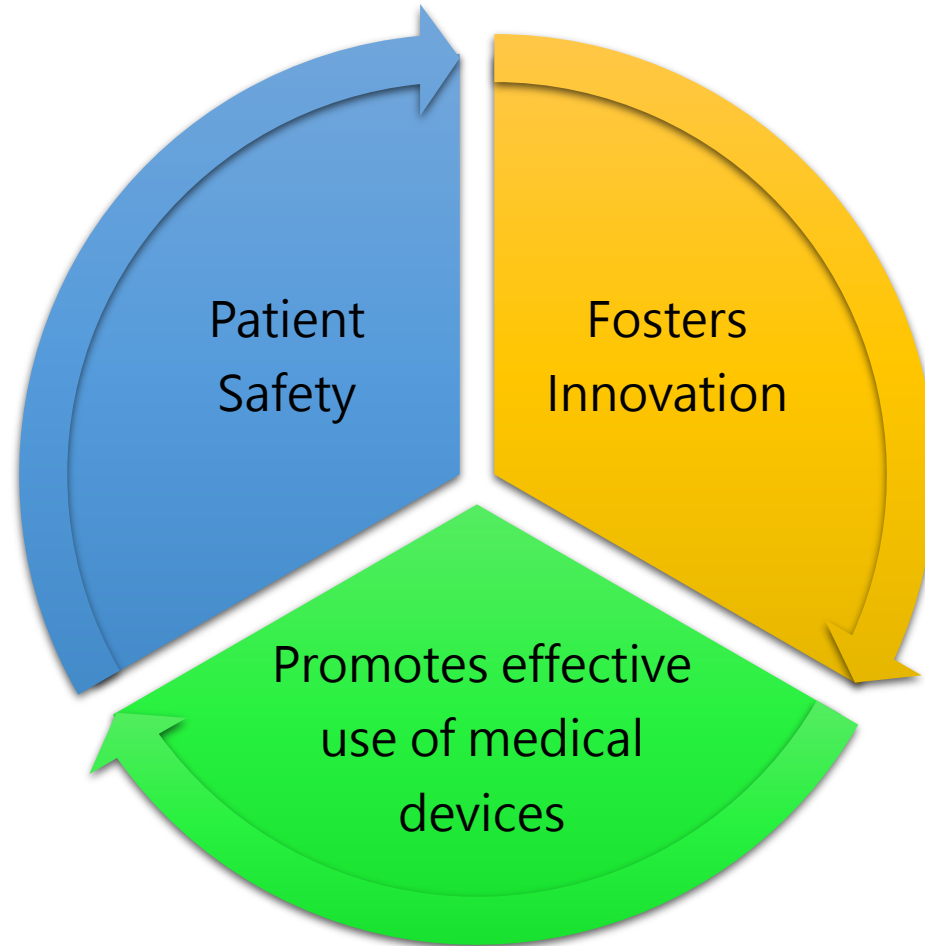 Patient
Safety
Fosters
Innovation
Promotes effective
use of medical
devices